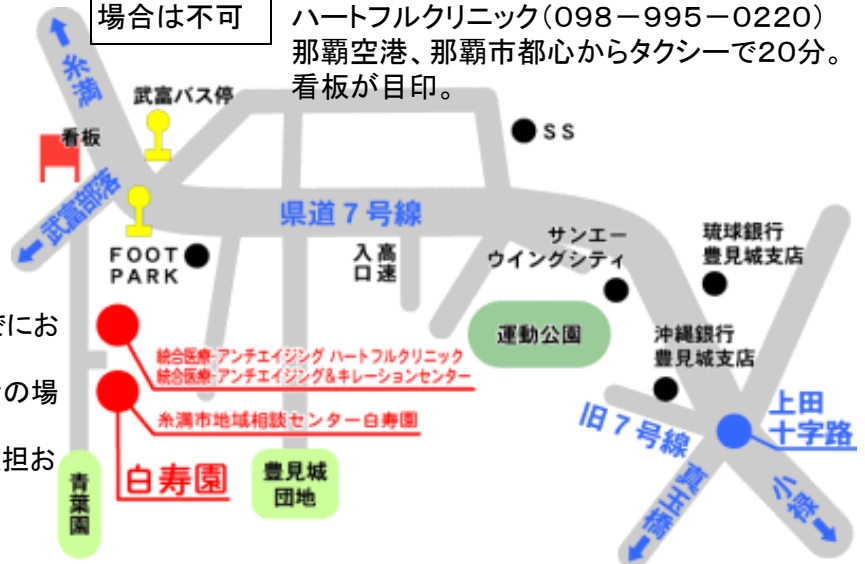 場合は不可
ハートフルクリニック（０９８－９９５－０２２０）
那覇空港、那覇市都心からタクシーで２０分。
看板が目印。
糸満
武富バス停
看板
SS
武富部落
県道７号線
FOOT
PARK
高速
入口
サンエー
ウイングシティ
琉球銀行
豊見城支店
運動公園
沖縄銀行
豊見城支店
にお
統合医療･アンチエイジング ハートフルクリニック
統合医療･アンチエイジング&キレーションセンター
の場
糸満市地域相談センター白寿園
旧７号線
上田
十字路
担お
白寿園
青葉園
豊見城
団地
真玉橋
小禄